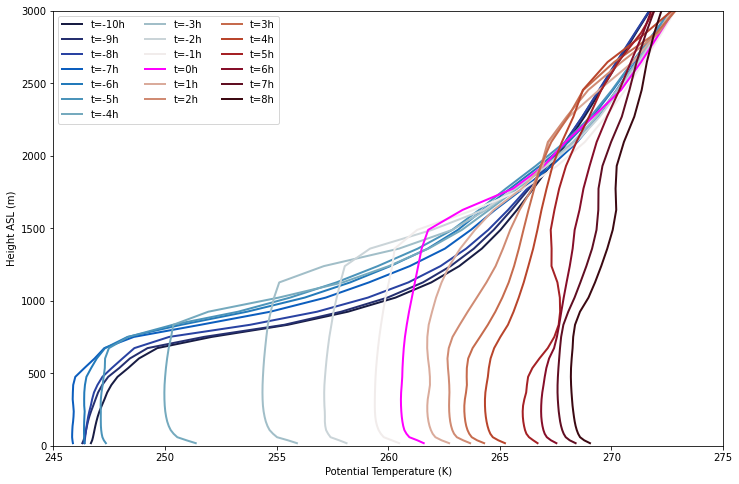 3000
2500
2000
1500
1000
500
0
Height ASL (m)
t=-10h
t=-9h
t=-8h
t=-7h
t=-6h
t=-5h
t=-4h
t=-3h
t=-2h
t=-1h
t=0h
t=1h
t=2h
t=3h
t=4h
t=5h
t=6h
t=7h
t=8h
245
250
255
260
265
270
275
Potential Temperature (K)